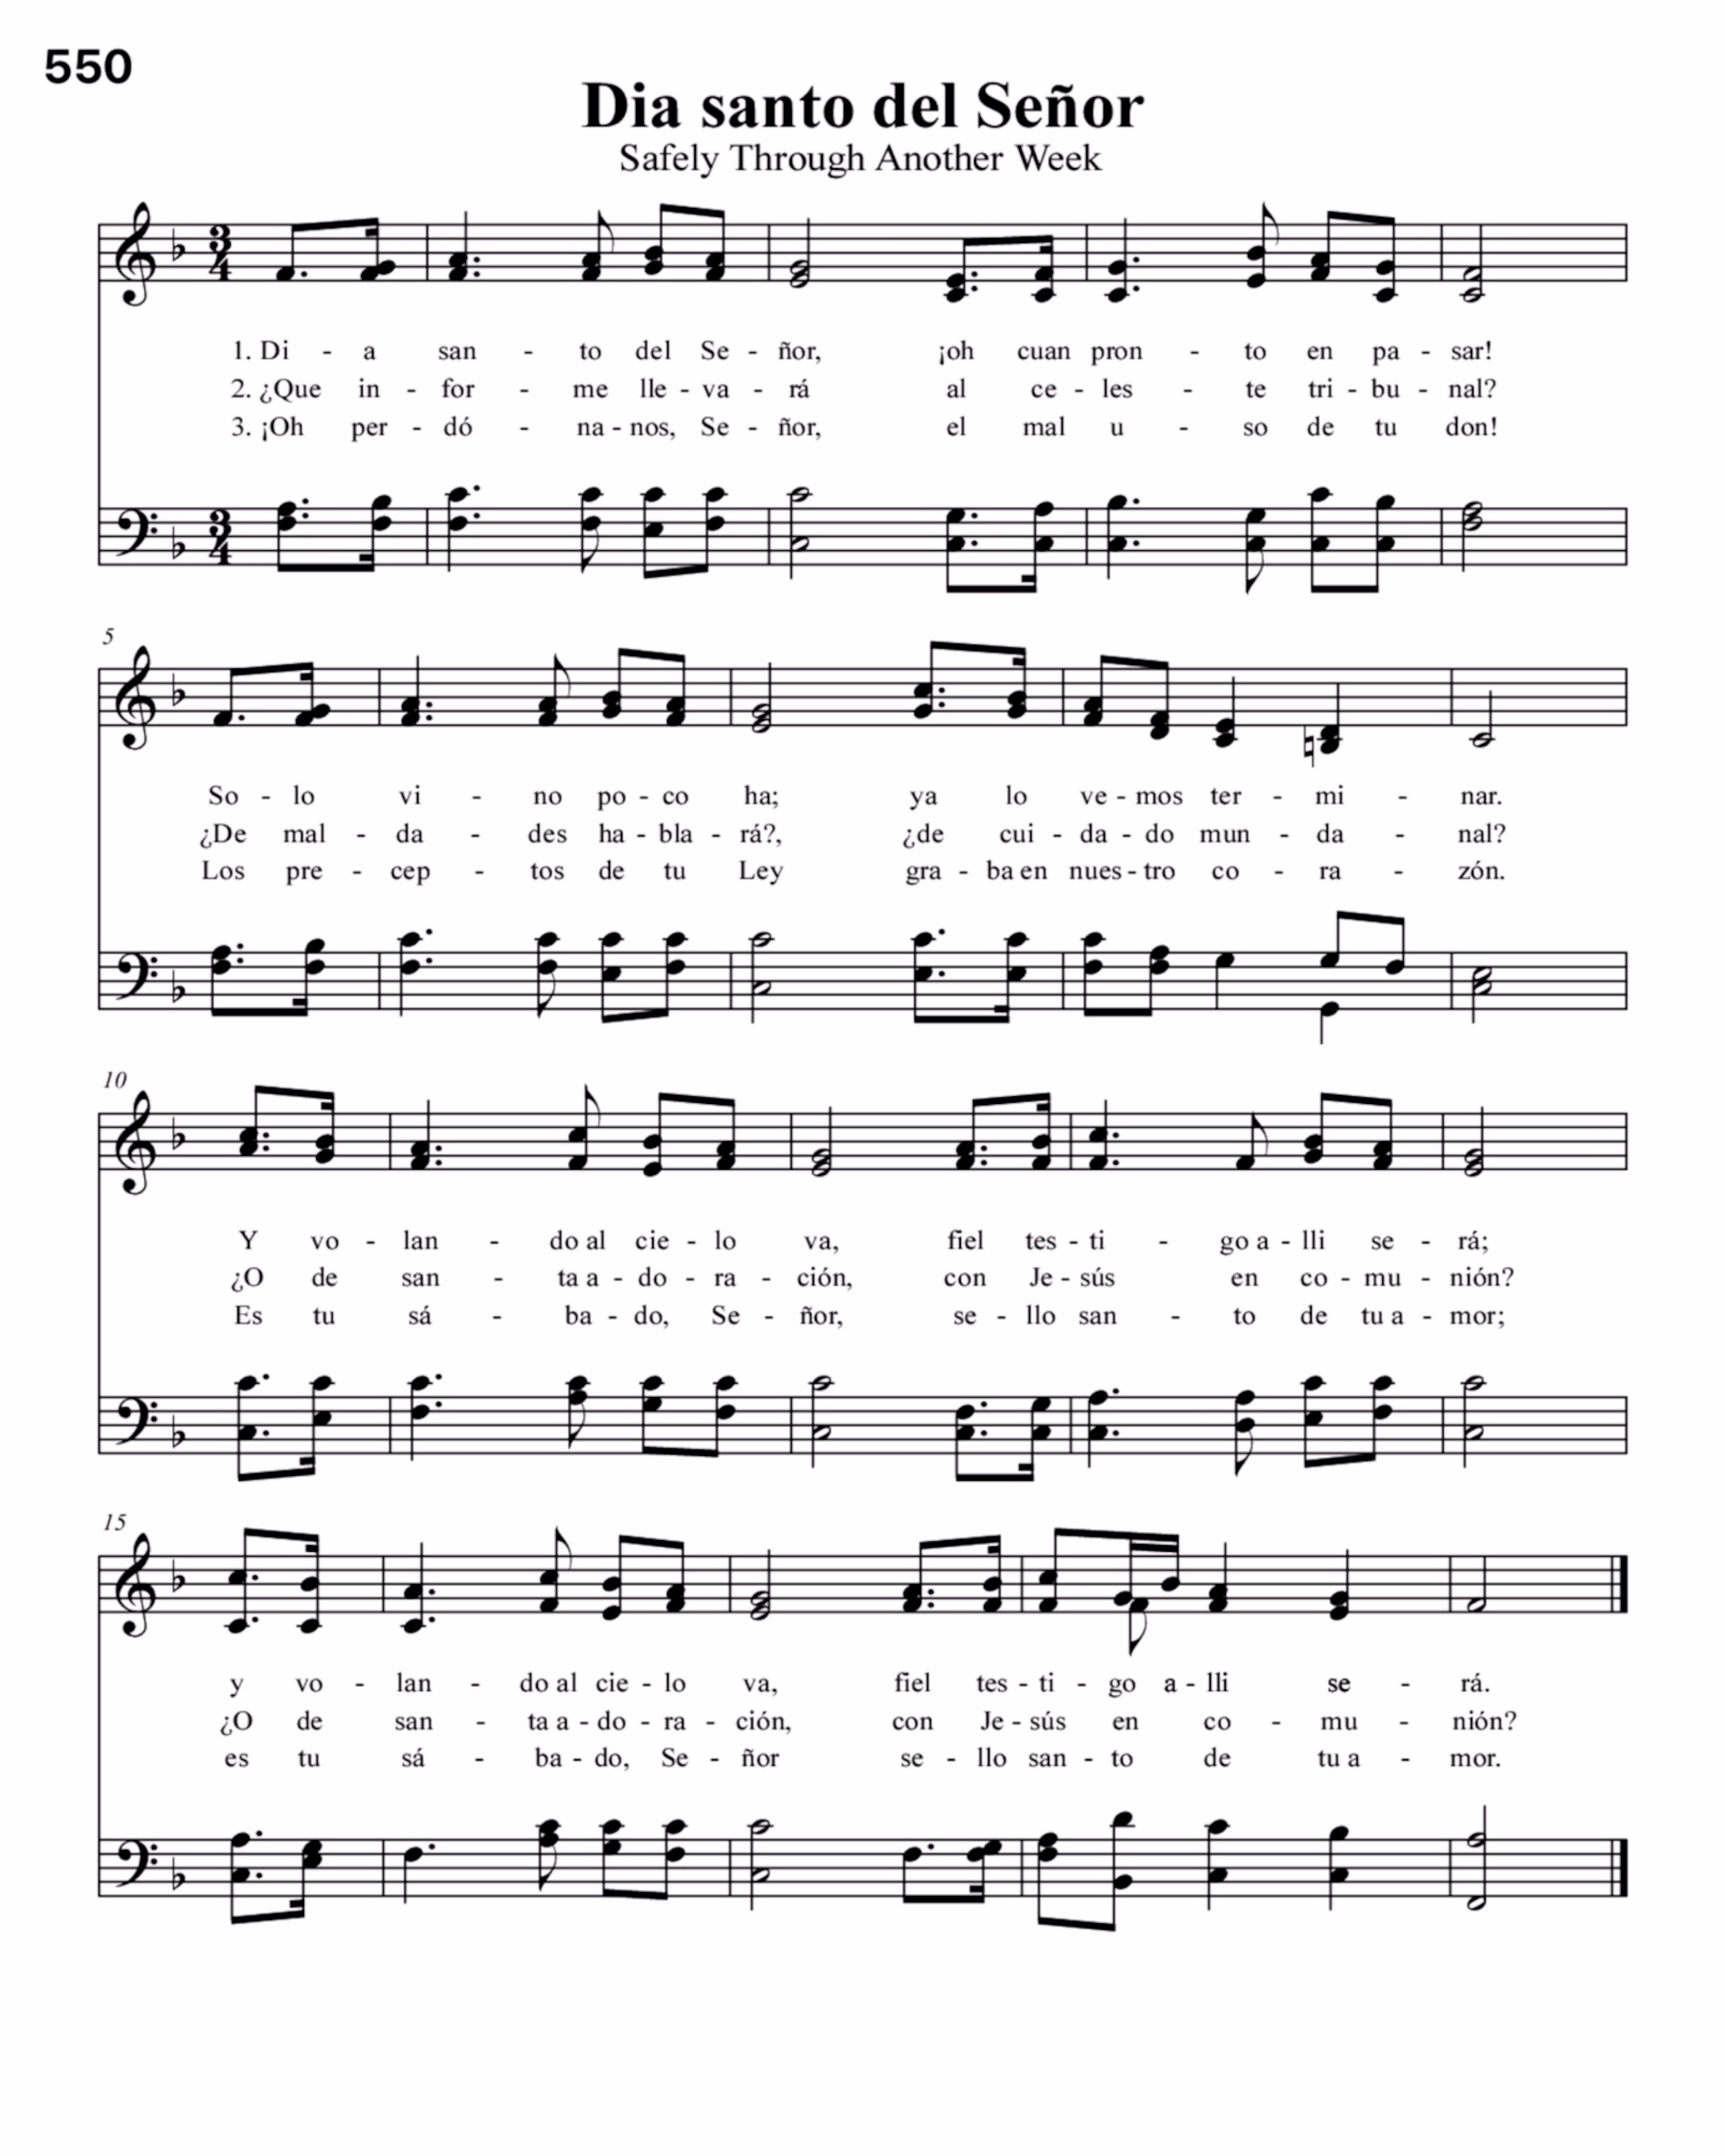 550
Dia santo del Señor
Safely Through Another Week
3/4
1. Di - a san - to del Se - ñor, ¡oh cuan pron - to en pa - sar!
2. ¿Que in - for - me lle - va - rá al ce - les - te tri - bu - nal?
3. ¡Oh per - dó - na - nos, Se - ñor, el mal u - so de tu don!
3/4
5
So - lo vi - no po - co ha; ya lo ve - mos ter - mi - nar.
¿De mal - da - des ha - bla - rá?, ¿de cui - da - do mun - da - nal?
Los pre - cep - tos de tu Ley gra - ba en nues - tro co - ra - zón.
10
Y vo - lan - do al cie - lo va, fiel tes - ti - go a - lli se - rá;
¿O de san - ta a - do - ra - ción, con Je - sús en co - mu - nión?
Es tu sá - ba - do, Se - ñor, se - llo san - to de tu a - mor;
15
y vo - lan - do al cie - lo va, fiel tes - ti - go a - lli se - rá.
¿O de san - ta a - do - ra - ción, con Je - sús en co - mu - nión?
es tu sá - ba - do, Se - ñor se - llo san - to de tu a - mor.